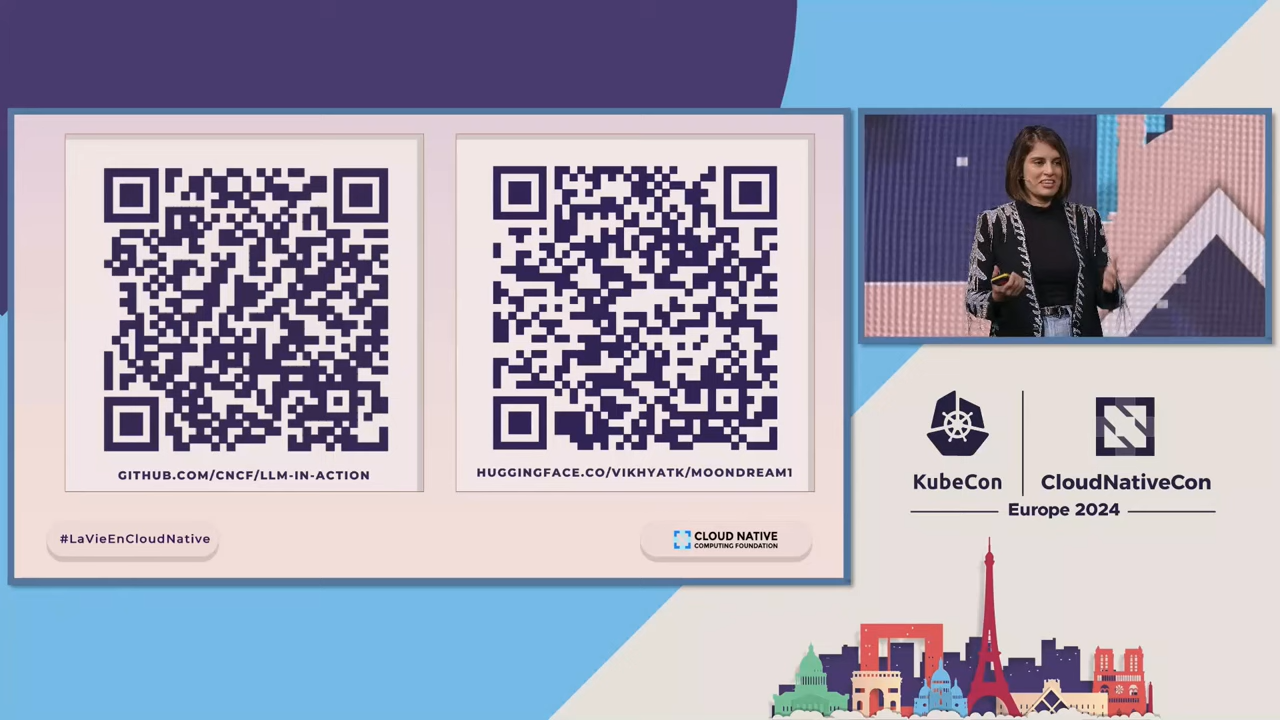 GITHUB.COM/CNCF/LLM-IN-ACTION
HUGGINGFACE.CO/VIKHYATK/MOONDREAM1
#LaVieEnCloudNative
CLOUD NATIVE
COMPUTING FOUNDATION
KubeCon
CloudNativeCon
Europe 2024